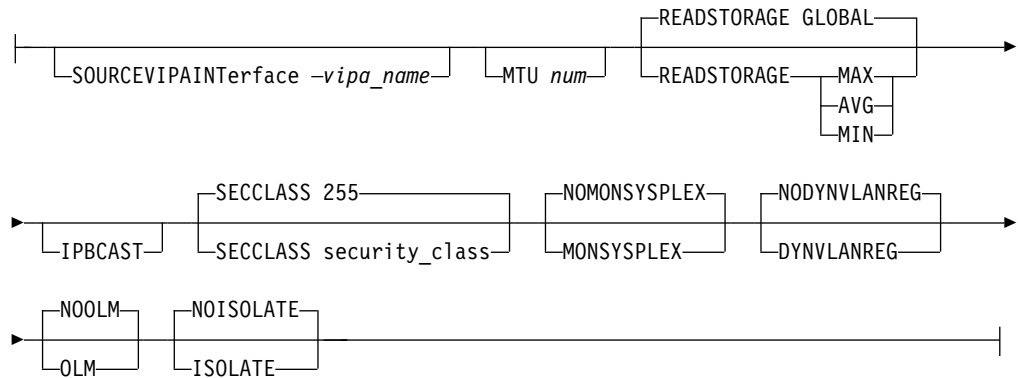 READSTORAGE GLOBAL
SOURCEVIPAINTerface vipa_name MTU num READSTORAGE MAX
AVG
MIN
SECCLASS 255 NOMONSYSPLEX NODYNVLANREG
IPBCAST SECCLASS security_class MONSYSPLEX DYNVLANREG
NOOLM NOISOLATE
OLM ISOLATE